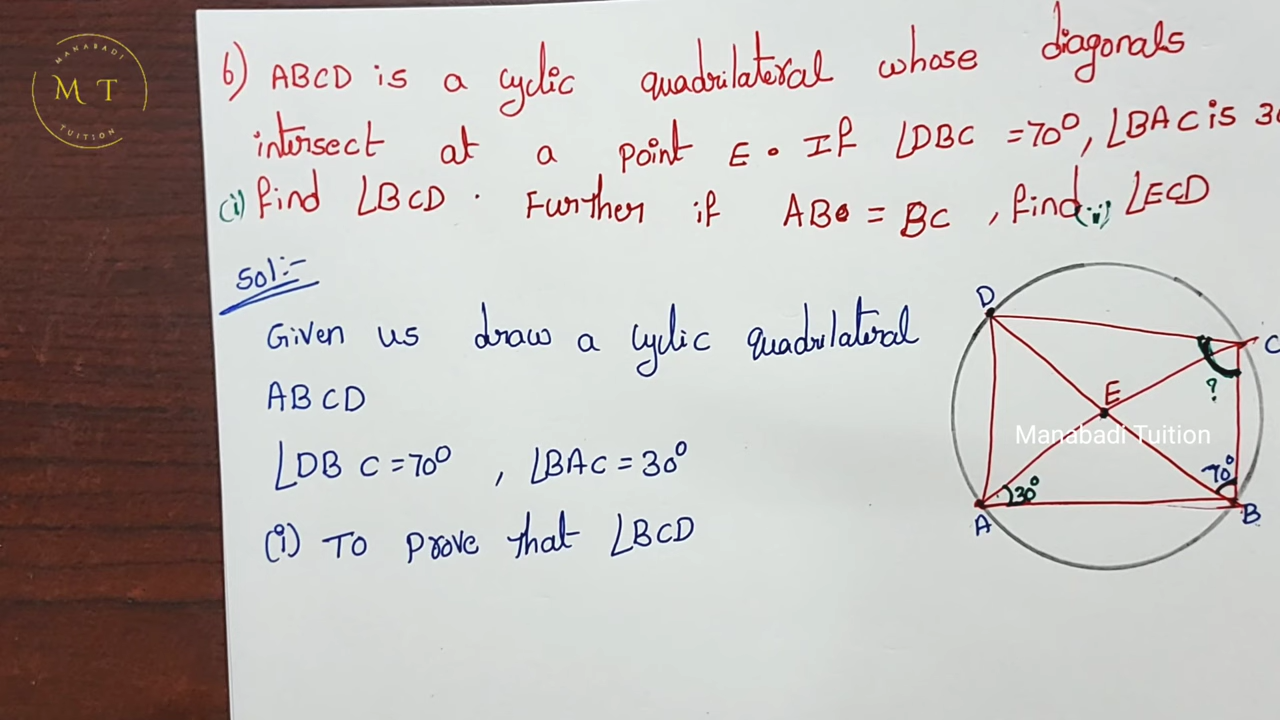 MANABADI
M T
TUITION
6) ABCD is a cyclic quadrilateral whose diagonals
intersect at a point E. If ∠DBC = 70°, ∠BAC is 30
(i) find ∠BCD. Further if AB = BC, find (ii) ∠ECD
Sol:-
Given us draw a cyclic quadrilateral
ABCD
∠DBC = 70°, ∠BAC = 30°
(i) To prove that ∠BCD
D
C
?
E
Manabadi Tuition
70°
30°
A
B